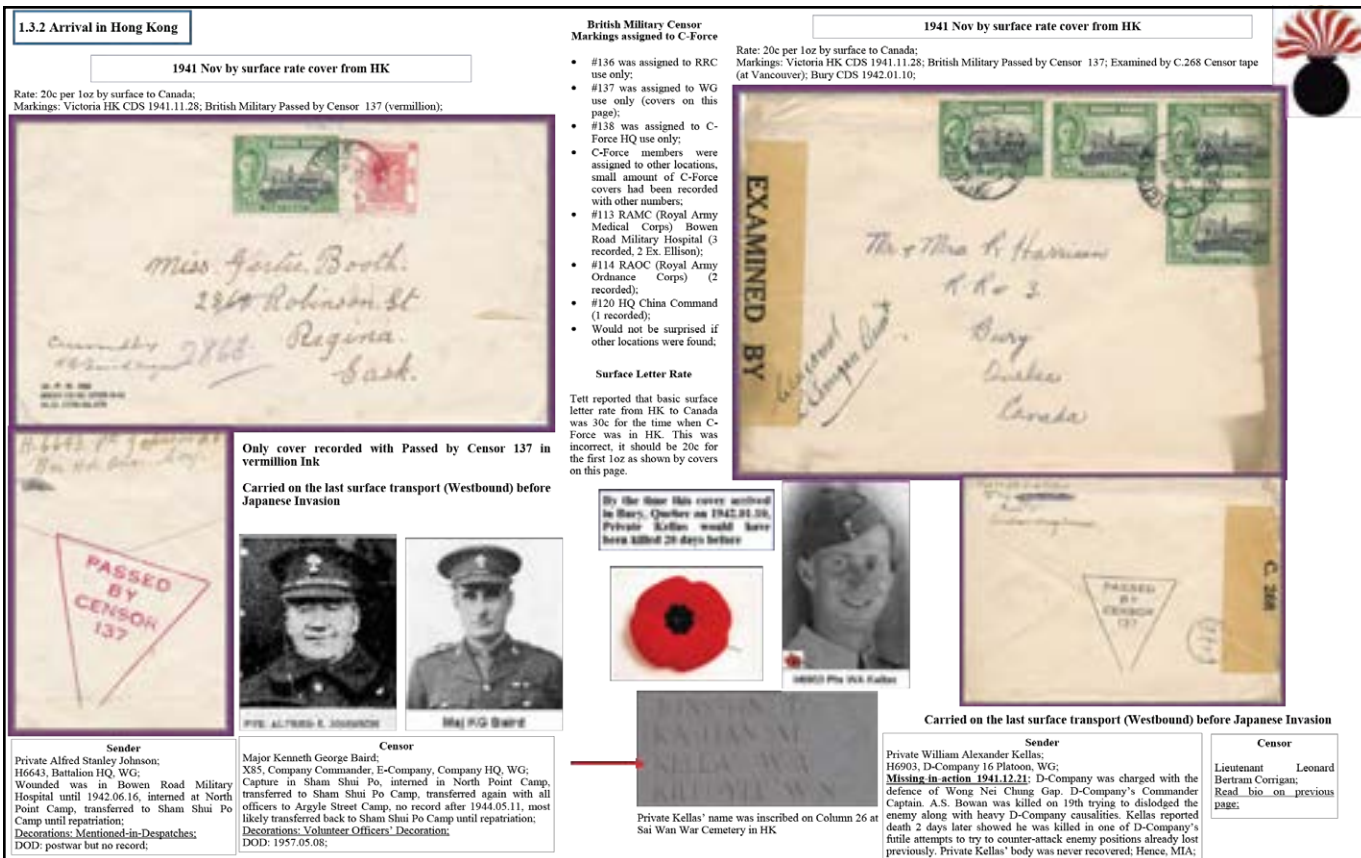 1.3.2 Arrival in Hong Kong
1941 Nov by surface rate cover from HK
Rate: 20c per 1oz by surface to Canada;
Markings: Victoria HK CDS 1941.11.28; British Military Passed by Censor 137 (vermillion);
Miss Gertie Booth.
Robinson St
Regina.
Sask.
2866
PASSED
BY
CENSOR
137
Only cover recorded with Passed by Censor 137 in
vermillion Ink
Carried on the last surface transport (Westbound) before
Japanese Invasion
PTE. ALFRED S. JOHNSON
Maj KG Baird
Sender
Private Alfred Stanley Johnson;
H6643, Battalion HQ, WG;
Wounded was in Bowen Road Military
Hospital until 1942.06.16, interned at North
Point Camp, transferred to Sham Shui Po
Camp until repatriation;
Decorations: Mentioned-in-Despatches;
DOD: postwar but no record;
Censor
Major Kenneth George Baird;
X85, Company Commander, E-Company, Company HQ, WG;
Capture in Sham Shui Po, interned in North Point Camp,
transferred to Sham Shui Po Camp, transferred again with all
officers to Argyle Street Camp, no record after 1944.05.11, most
likely transferred back to Sham Shui Po Camp until repatriation;
Decorations: Volunteer Officers' Decoration;
DOD: 1957.05.08;
British Military Censor
Markings assigned to C-Force
• #136 was assigned to RRC
use only;
• #137 was assigned to WG
use only (covers on this
page);
• #138 was assigned to C-
Force HQ use only;
• C-Force members were
assigned to other locations,
small amount of C-Force
covers had been recorded
with other numbers;
• #113 RAMC (Royal Army
Medical Corps) Bowen
Road Military Hospital (3
recorded, 2 Ex. Ellison);
• #114 RAOC (Royal Army
Ordnance Corps) (2
recorded);
• #120 HQ China Command
(1 recorded);
• Would not be surprised if
other locations were found;
Surface Letter Rate
Tett reported that basic surface
letter rate from HK to Canada
was 30c for the time when C-
Force was in HK. This was
incorrect, it should be 20c for
the first 1oz as shown by covers
on this page.
By the time this cover arrived
in Bury, Quebec on 1942.01.10,
Private Kellas would have
been killed 20 days before
H6903 Pte WA Kellas
Private Kellas' name was inscribed on Column 26 at
Sai Wan War Cemetery in HK
1941 Nov by surface rate cover from HK
Rate: 20c per 1oz by surface to Canada;
Markings: Victoria HK CDS 1941.11.28; British Military Passed by Censor 137; Examined by C.268 Censor tape
(at Vancouver); Bury CDS 1942.01.10;
EXAMINED BY
Mr & Mrs R Harrison
R R # 3
Bury
Quebec
Canada
PASSED
BY
CENSOR
137
C. 268
Carried on the last surface transport (Westbound) before Japanese Invasion
Sender
Private William Alexander Kellas;
H6903, D-Company 16 Platoon, WG;
Missing-in-action 1941.12.21: D-Company was charged with the
defence of Wong Nei Chung Gap. D-Company's Commander
Captain. A.S. Bowan was killed on 19th trying to dislodged the
enemy along with heavy D-Company causalities. Kellas reported
death 2 days later showed he was killed in one of D-Company's
futile attempts to try to counter-attack enemy positions already lost
previously. Private Kellas' body was never recovered; Hence, MIA;
Censor
Lieutenant Leonard
Bertram Corrigan;
Read bio on previous
page;